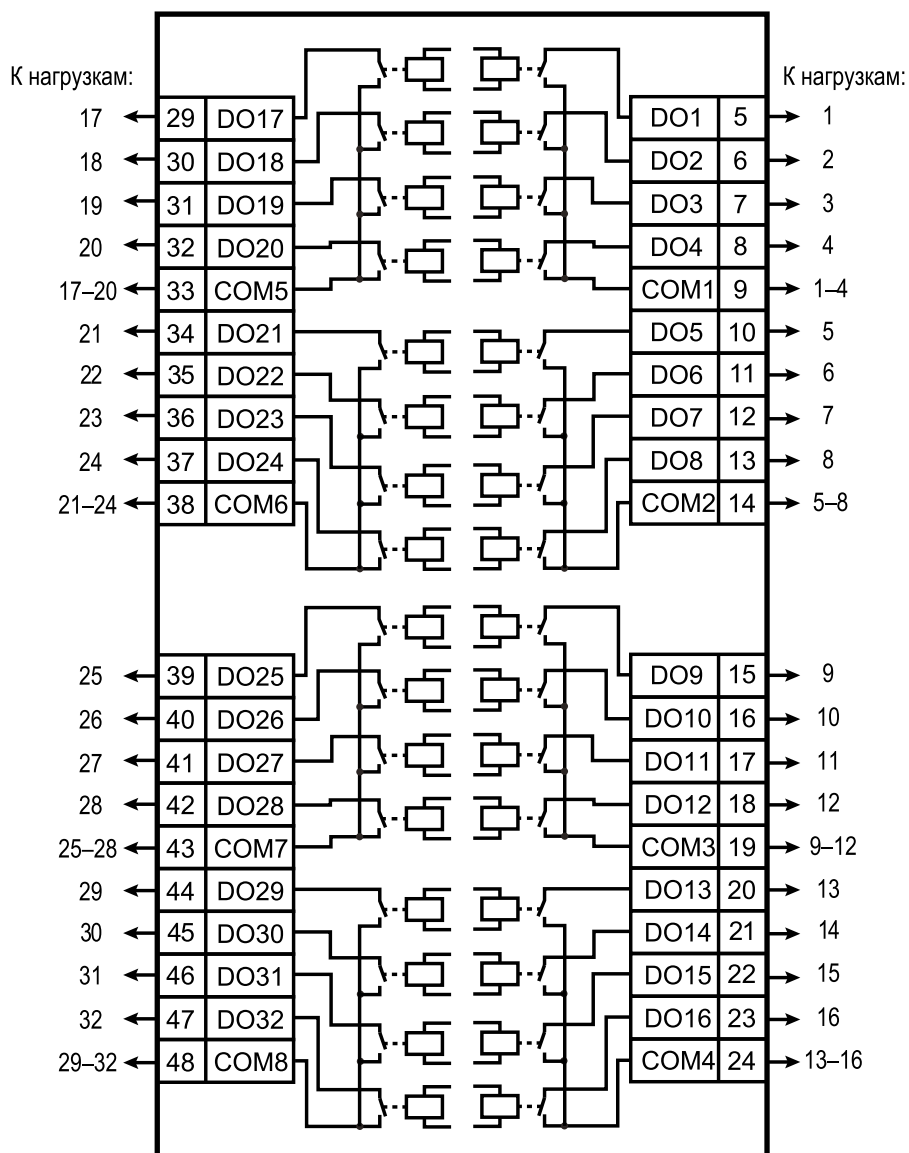 К нагрузкам:
17 29 DO17
18 30 DO18
19 31 DO19
20 32 DO20
17–20 33 COM5
21 34 DO21
22 35 DO22
23 36 DO23
24 37 DO24
21–24 38 COM6
25 39 DO25
26 40 DO26
27 41 DO27
28 42 DO28
25–28 43 COM7
29 44 DO29
30 45 DO30
31 46 DO31
32 47 DO32
29–32 48 COM8
К нагрузкам:
DO1 5 1
DO2 6 2
DO3 7 3
DO4 8 4
COM1 9 1–4
DO5 10 5
DO6 11 6
DO7 12 7
DO8 13 8
COM2 14 5–8
DO9 15 9
DO10 16 10
DO11 17 11
DO12 18 12
COM3 19 9–12
DO13 20 13
DO14 21 14
DO15 22 15
DO16 23 16
COM4 24 13–16